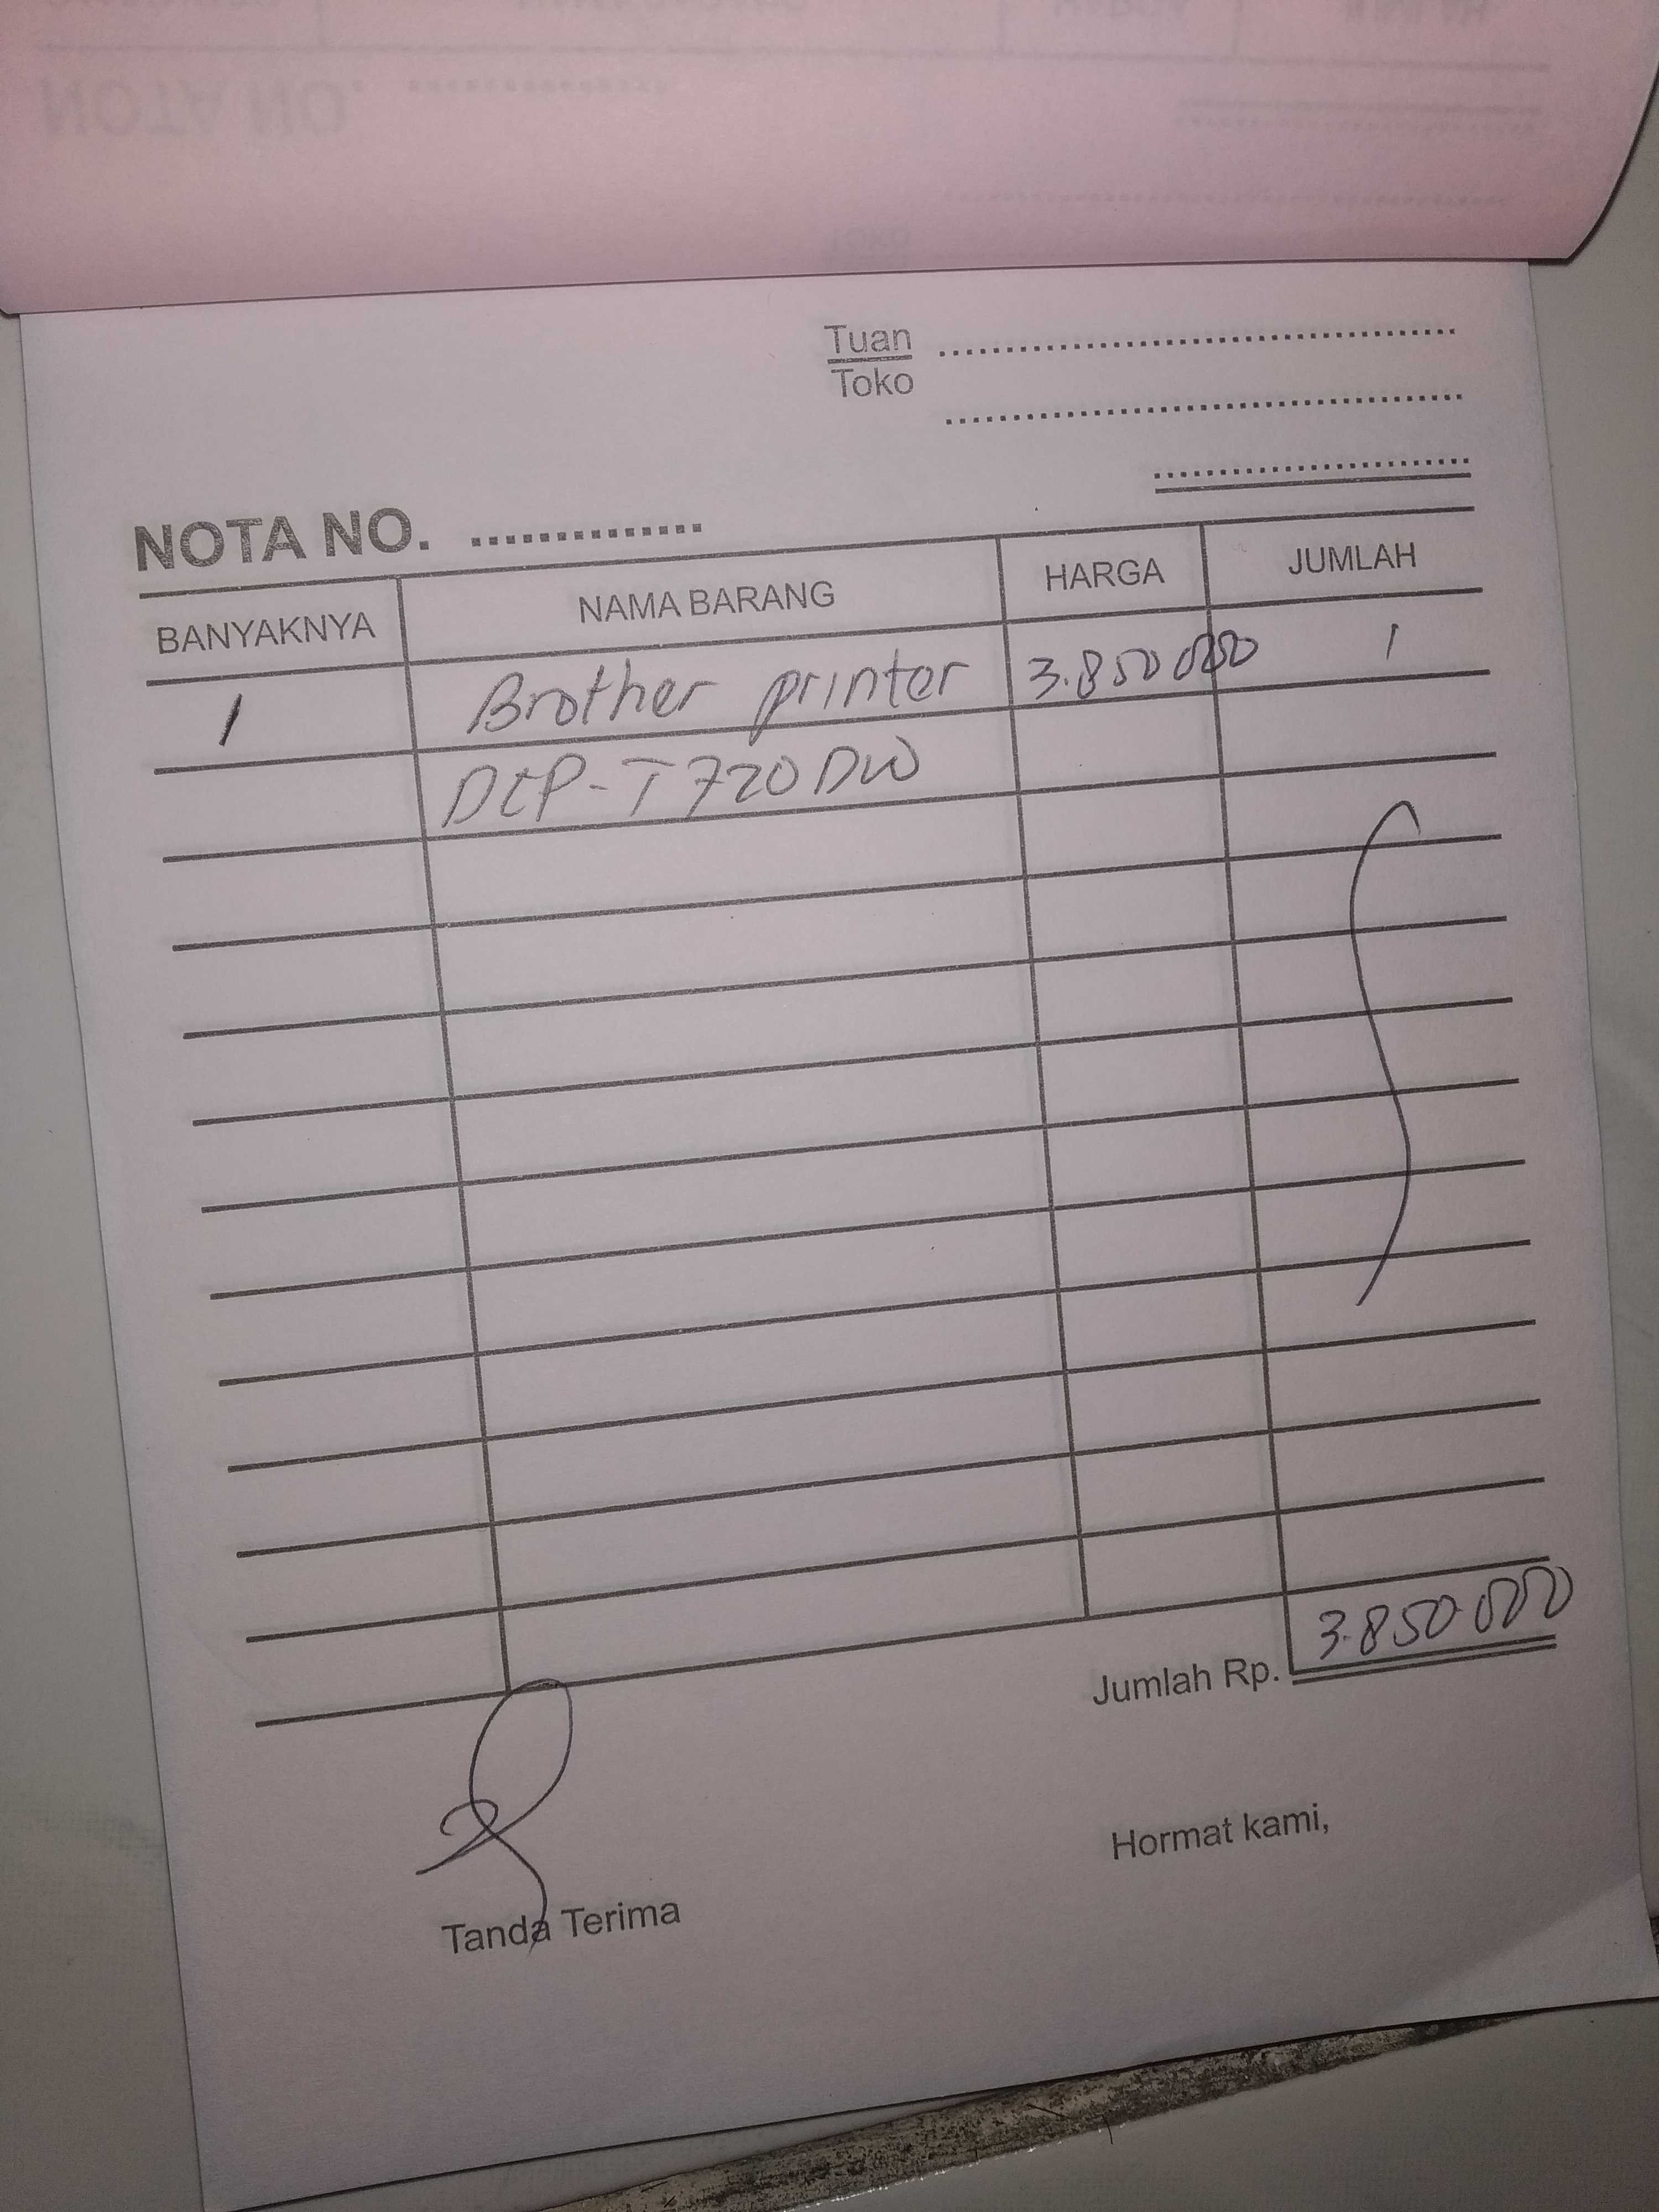 Tuan
Toko
NOTA NO. ..............
BANYAKNYA NAMA BARANG HARGA JUMLAH
1 Brother printer 3.850 000 1
DCP-T720DW
Jumlah Rp. 3.850 000
Hormat kami,
Tanda Terima